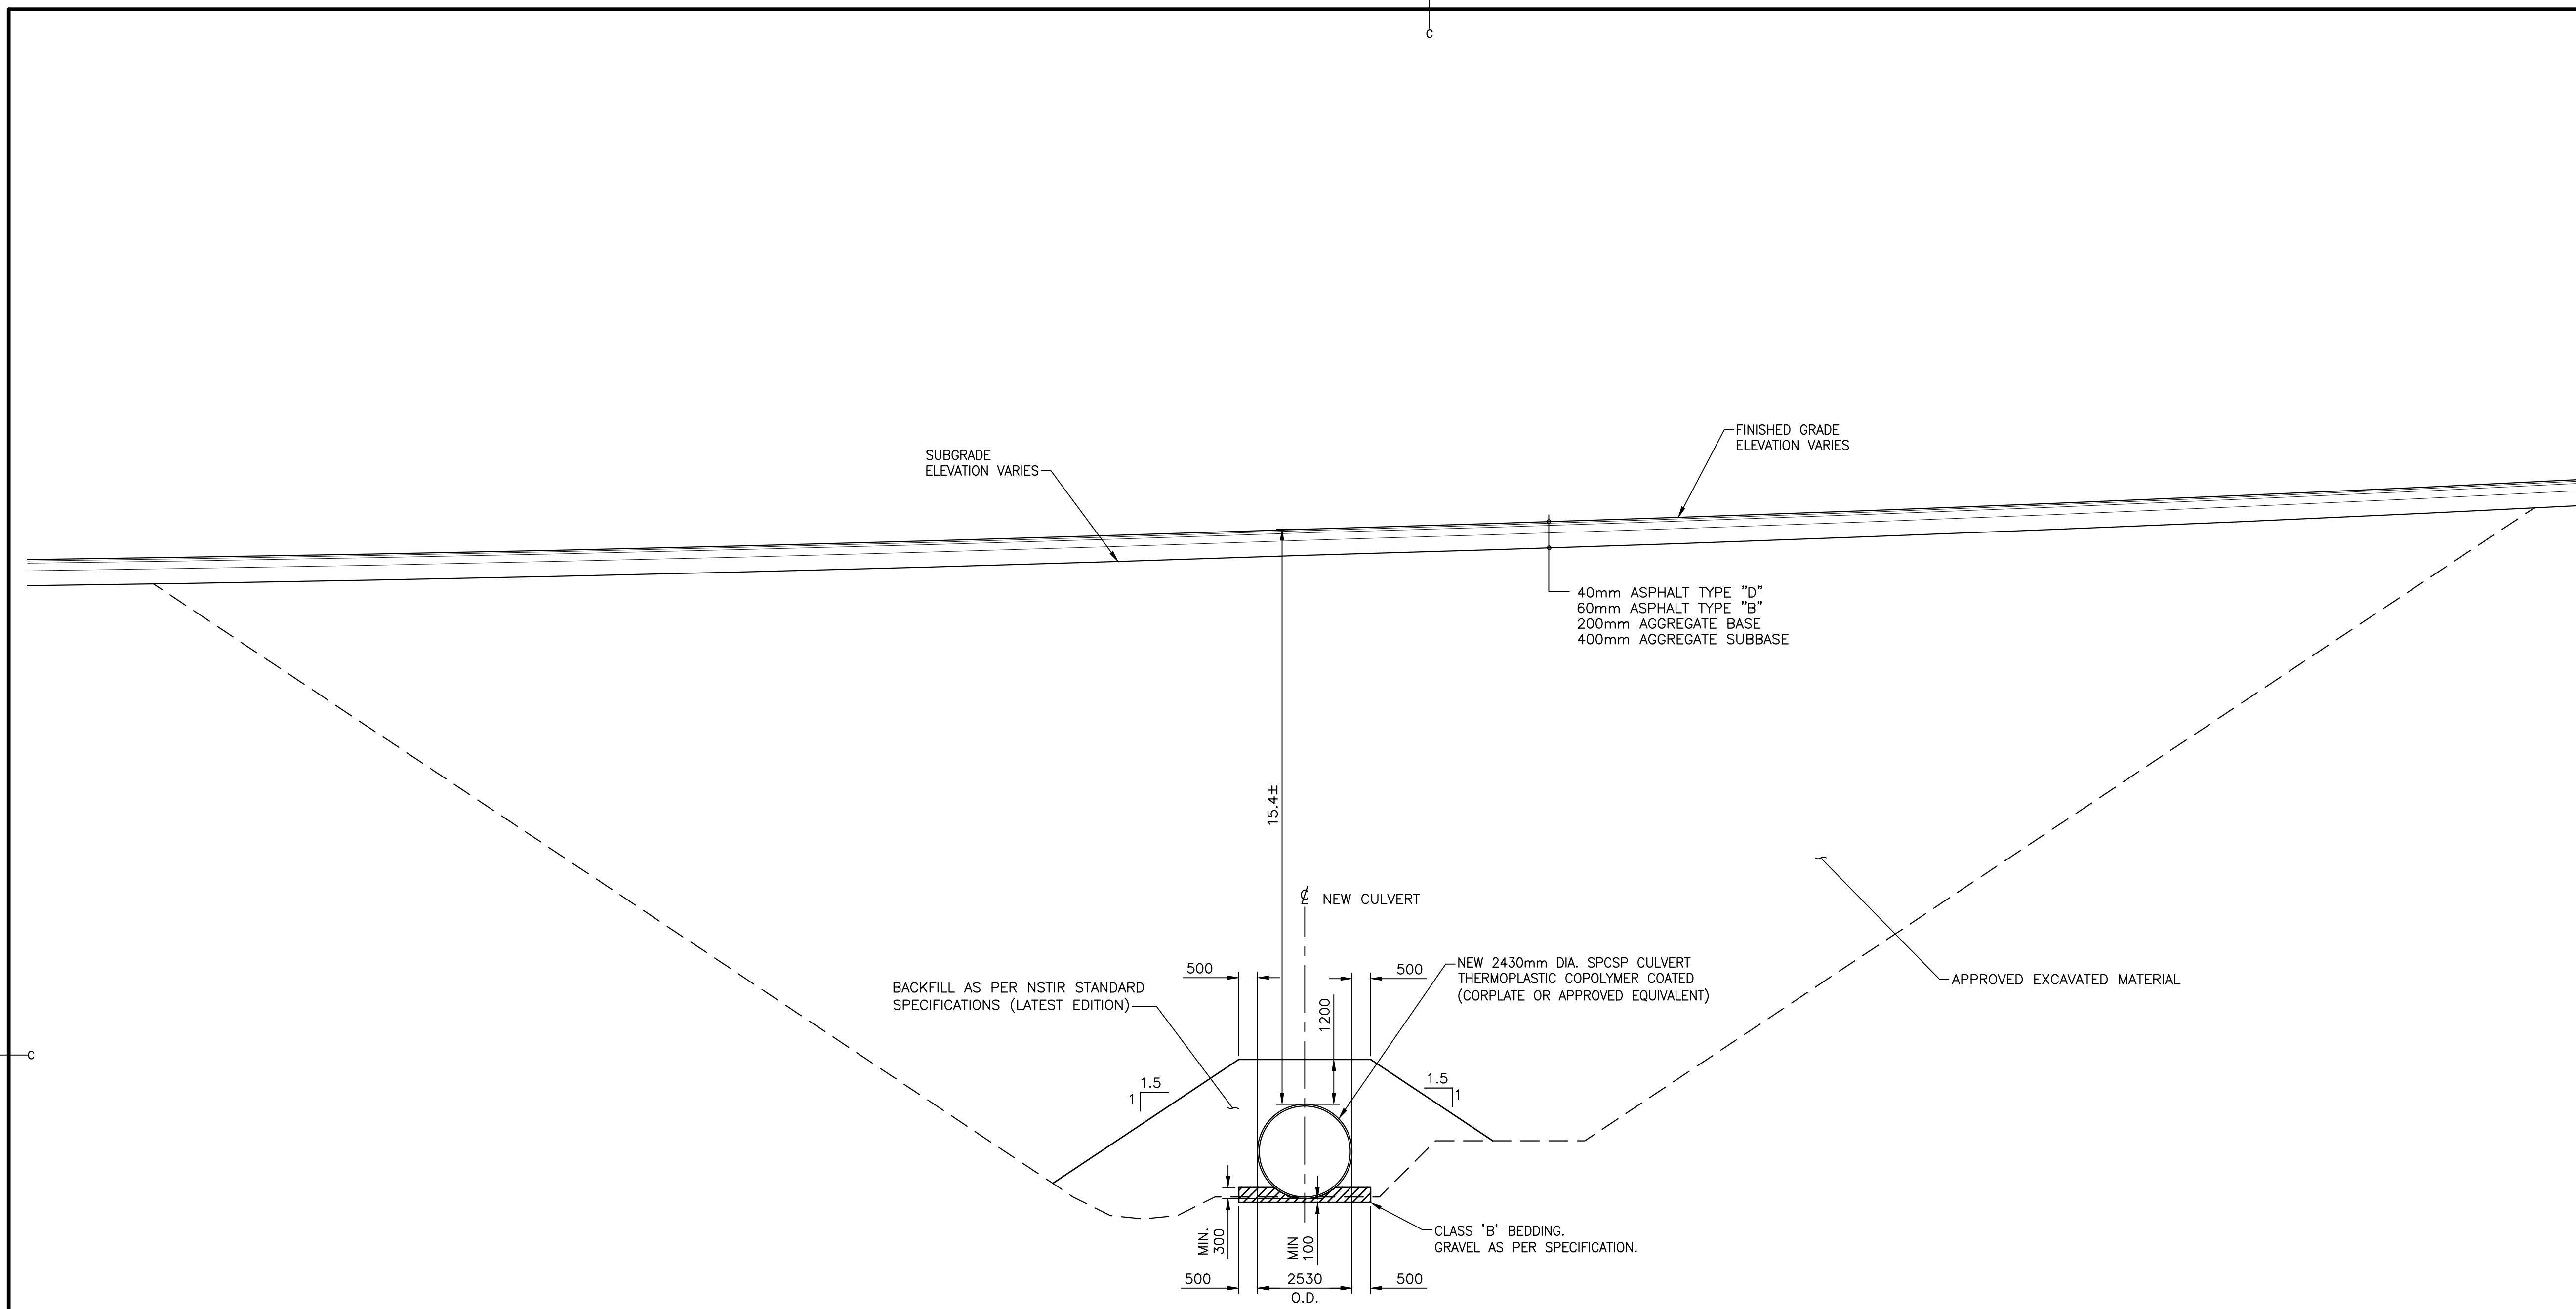 C
FINISHED GRADE
ELEVATION VARIES
SUBGRADE
ELEVATION VARIES
40mm ASPHALT TYPE "D"
60mm ASPHALT TYPE "B"
200mm AGGREGATE BASE
400mm AGGREGATE SUBBASE
15.4±
℄ NEW CULVERT
500
500
NEW 2430mm DIA. SPCSP CULVERT
THERMOPLASTIC COPOLYMER COATED
(CORPLATE OR APPROVED EQUIVALENT)
APPROVED EXCAVATED MATERIAL
BACKFILL AS PER NSTIR STANDARD
SPECIFICATIONS (LATEST EDITION)
1200
C
1.5
1
1.5
1
MIN.
300
MIN
100
CLASS 'B' BEDDING.
GRAVEL AS PER SPECIFICATION.
500
2530
500
O.D.